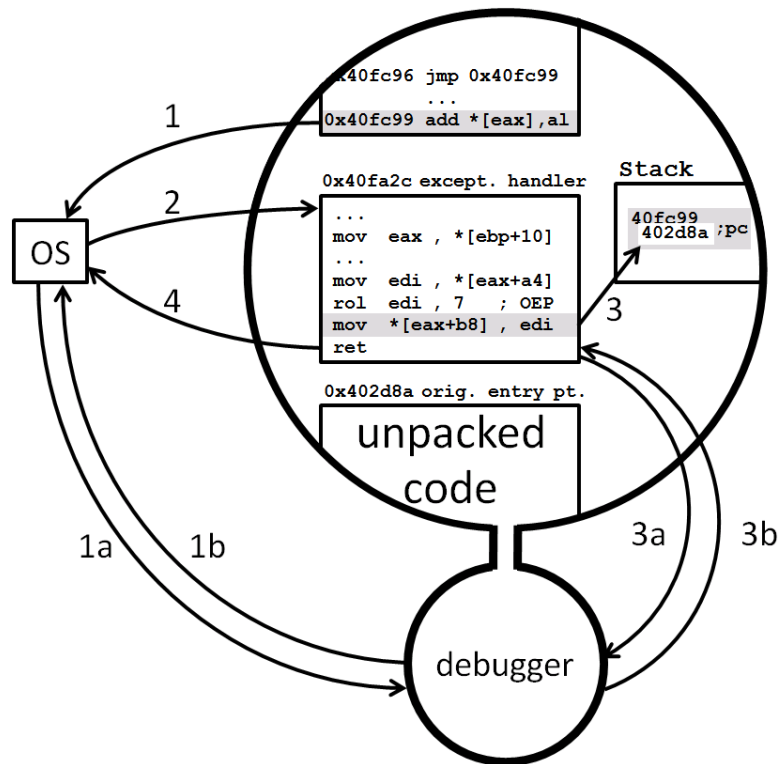 x40fc96 jmp 0x40fc99
...
0x40fc99 add *[eax],al
1
0x40fa2c except. handler
Stack
2
...
mov eax , *[ebp+10]
40fc99
402d8a ;pc
OS
...
mov edi , *[eax+a4]
4
rol edi , 7 ; OEP
3
mov *[eax+b8] , edi
ret
0x402d8a orig. entry pt.
unpacked
code
1a
1b
3a
3b
debugger